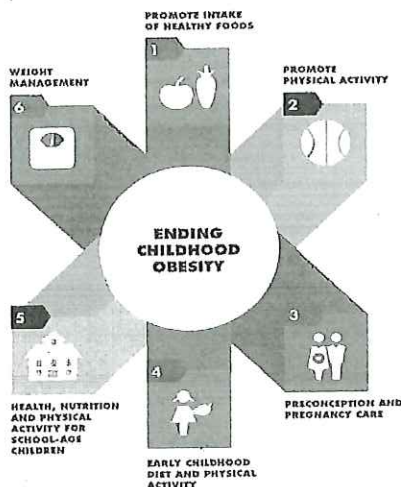 PROMOTE INTAKE
OF HEALTHY FOODS
1
PROMOTE
PHYSICAL ACTIVITY
2
WEIGHT
MANAGEMENT
6
ENDING
CHILDHOOD
OBESITY
3
PRECONCEPTION AND
PREGNANCY CARE
4
EARLY CHILDHOOD
DIET AND PHYSICAL
ACTIVITY
5
HEALTH, NUTRITION
AND PHYSICAL
ACTIVITY FOR
SCHOOL-AGE
CHILDREN